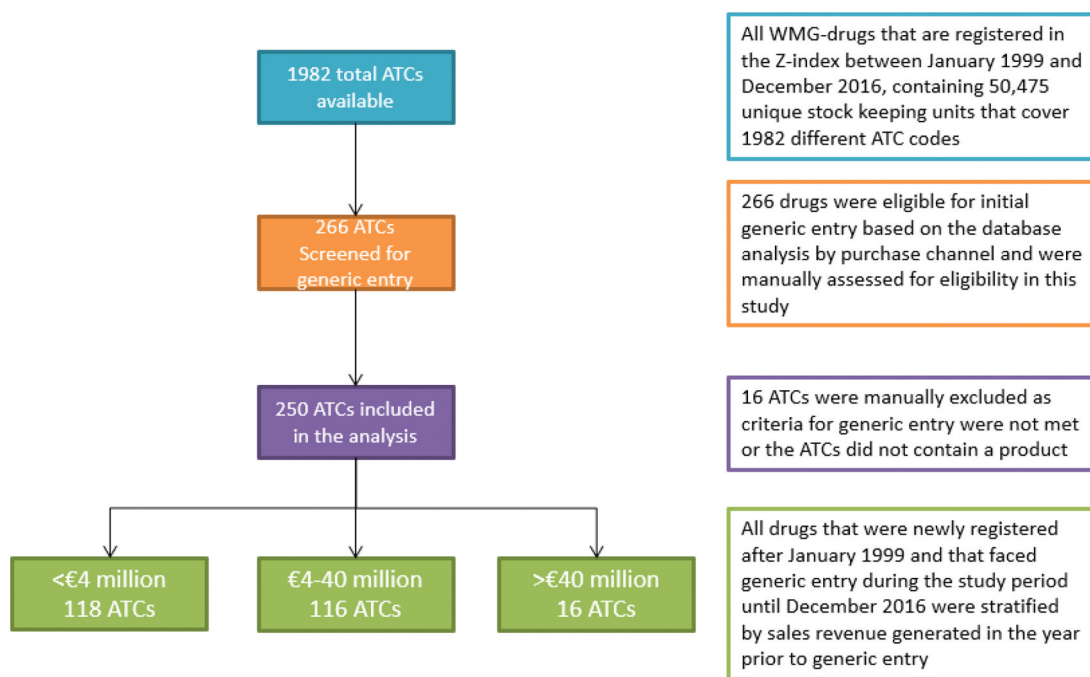 1982 total ATCs
available
All WMG-drugs that are registered in
the Z-index between January 1999 and
December 2016, containing 50,475
unique stock keeping units that cover
1982 different ATC codes
266 ATCs
Screened for
generic entry
266 drugs were eligible for initial
generic entry based on the database
analysis by purchase channel and were
manually assessed for eligibility in this
study
250 ATCs included
in the analysis
16 ATCs were manually excluded as
criteria for generic entry were not met
or the ATCs did not contain a product
<€4 million
118 ATCs
€4-40 million
116 ATCs
>€40 million
16 ATCs
All drugs that were newly registered
after January 1999 and that faced
generic entry during the study period
until December 2016 were stratified
by sales revenue generated in the year
prior to generic entry